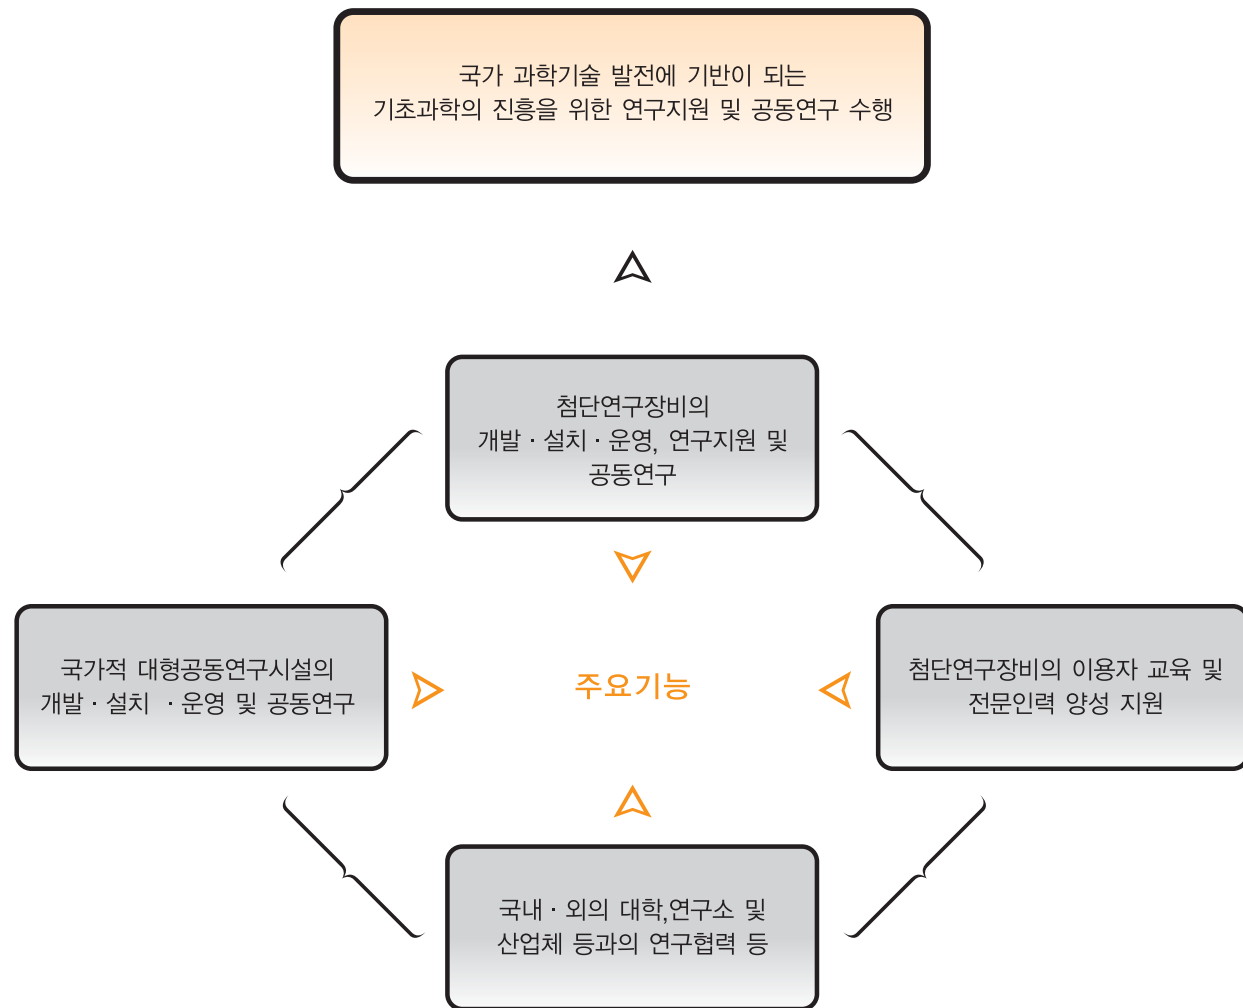 국가 과학기술 발전에 기반이 되는
기초과학의 진흥을 위한 연구지원 및 공동연구 수행
첨단연구장비의
개발 · 설치 · 운영, 연구지원 및
공동연구
국가적 대형공동연구시설의
개발 · 설치 · 운영 및 공동연구
주요기능
첨단연구장비의 이용자 교육 및
전문인력 양성 지원
국내 · 외의 대학,연구소 및
산업체 등과의 연구협력 등